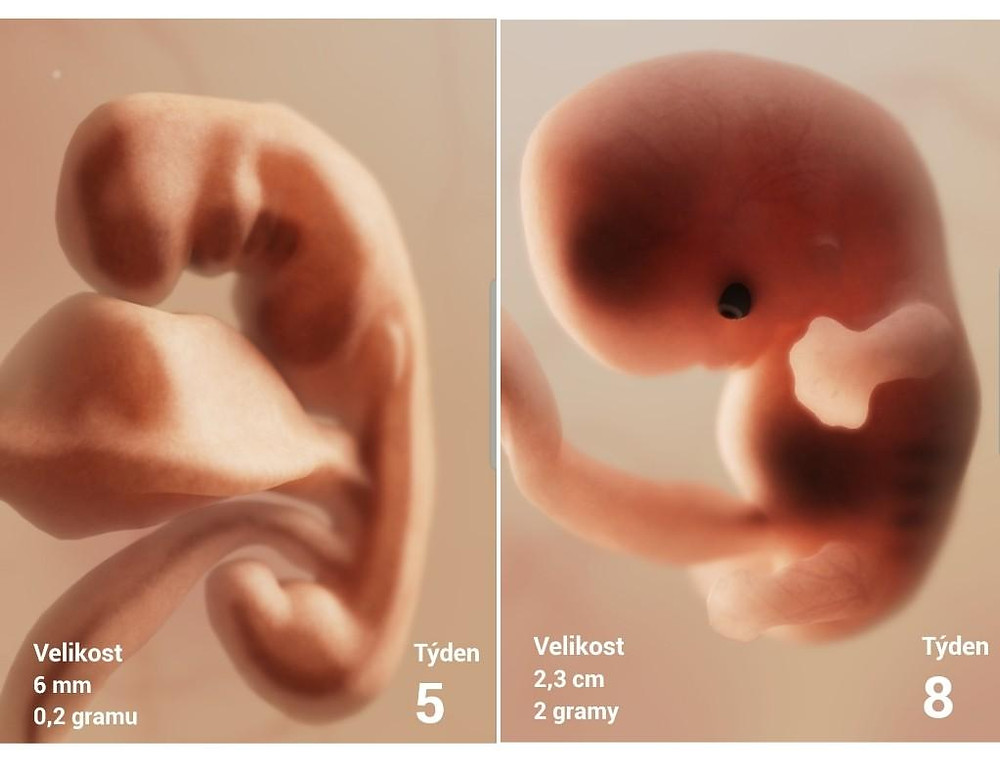 Velikost
6 mm
0,2 gramu
Týden
5
Velikost
2,3 cm
2 gramy
Týden
8